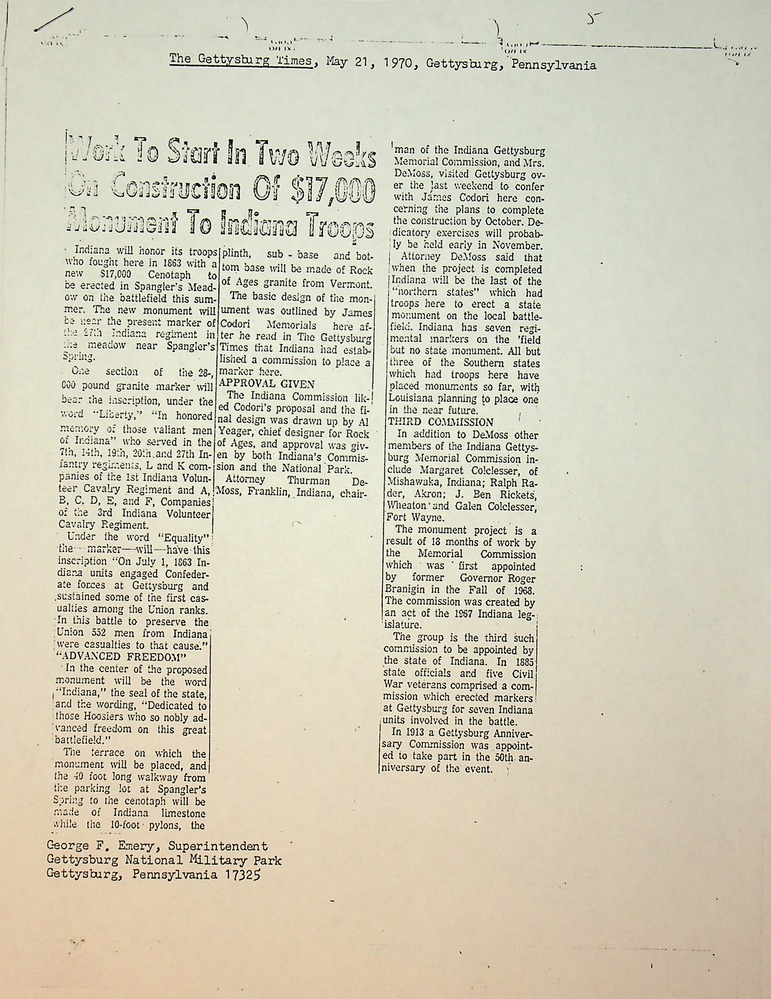 5
The Gettysburg Times, May 21, 1970, Gettysburg, Pennsylvania
Work To Start In Two Weeks
On Construction Of $17,000
Monument To Indiana Troops
Indiana will honor its troops
who fought here in 1863 with a
new $17,000 Cenotaph to
be erected in Spangler's Mead-
ow on the battlefield this sum-
mer. The new monument will
be near the present marker of
the 27th Indiana regiment in
the meadow near Spangler's
Spring.
One section of the 28,-
000 pound granite marker will
bear the inscription, under the
word "Liberty," "In honored
memory of those valiant men
of Indiana" who served in the
7th, 14th, 19th, 20th and 27th In-
fantry regiments, L and K com-
panies of the 1st Indiana Volun-
teer Cavalry Regiment and A,
B, C, D, E, and F, Companies
of the 3rd Indiana Volunteer
Cavalry Regiment.
Under the word "Equality"
the marker—will—have this
inscription "On July 1, 1863 In-
diana units engaged Confeder-
ate forces at Gettysburg and
sustained some of the first cas-
ualties among the Union ranks.
In this battle to preserve the
Union 552 men from Indiana
were casualties to that cause."
"ADVANCED FREEDOM"
In the center of the proposed
monument will be the word
"Indiana," the seal of the state,
and the wording, "Dedicated to
those Hoosiers who so nobly ad-
vanced freedom on this great
battlefield."
The terrace on which the
monument will be placed, and
the 40 foot long walkway from
the parking lot at Spangler's
Spring to the cenotaph will be
made of Indiana limestone
while the 10-foot pylons, the
plinth, sub - base and bot-
tom base will be made of Rock
of Ages granite from Vermont.
The basic design of the mon-
ument was outlined by James
Codori Memorials here af-
ter he read in The Gettysburg
Times that Indiana had estab-
lished a commission to place a
marker here.
APPROVAL GIVEN
The Indiana Commission lik-
ed Codori's proposal and the fi-
nal design was drawn up by Al
Yeager, chief designer for Rock
of Ages, and approval was giv-
en by both Indiana's Commis-
sion and the National Park.
Attorney Thurman De-
Moss, Franklin, Indiana, chair-
man of the Indiana Gettysburg
Memorial Commission, and Mrs.
DeMoss, visited Gettysburg ov-
er the last weekend to confer
with James Codori here con-
cerning the plans to complete
the construction by October. De-
dicatory exercises will probab-
ly be held early in November.
Attorney DeMoss said that
when the project is completed
Indiana will be the last of the
"northern states" which had
troops here to erect a state
monument on the local battle-
field. Indiana has seven regi-
mental markers on the field
but no state monument. All but
three of the Southern states
which had troops here have
placed monuments so far, with
Louisiana planning to place one
in the near future.
THIRD COMMISSION
In addition to DeMoss other
members of the Indiana Gettys-
burg Memorial Commission in-
clude Margaret Colclesser, of
Mishawaka, Indiana; Ralph Ra-
der, Akron; J. Ben Rickets,
Wheaton and Galen Colclesser,
Fort Wayne.
The monument project is a
result of 18 months of work by
the Memorial Commission
which was first appointed
by former Governor Roger
Branigin in the Fall of 1968.
The commission was created by
an act of the 1967 Indiana leg-
islature.
The group is the third such
commission to be appointed by
the state of Indiana. In 1885
state officials and five Civil
War veterans comprised a com-
mission which erected markers
at Gettysburg for seven Indiana
units involved in the battle.
In 1913 a Gettysburg Anniver-
sary Commission was appoint-
ed to take part in the 50th an-
niversary of the event.
George F. Emery, Superintendent
Gettysburg National Military Park
Gettysburg, Pennsylvania 17325